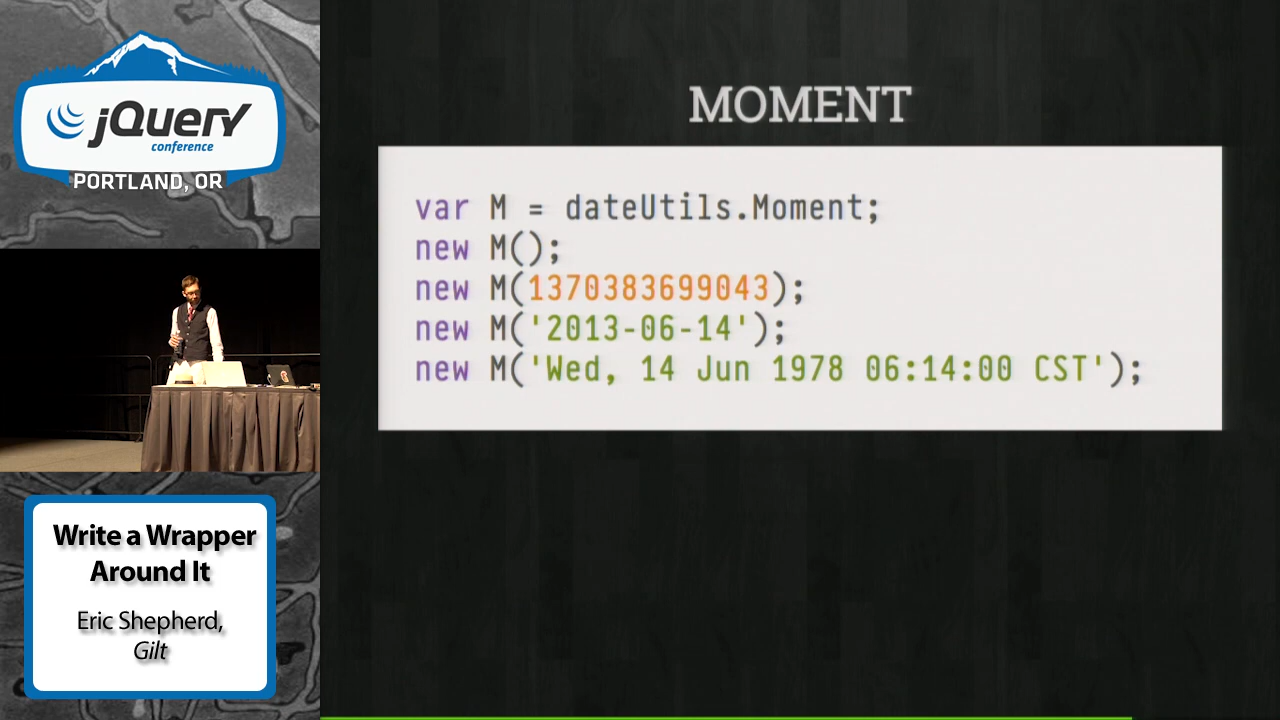 jQuery
conference
PORTLAND, OR
Write a Wrapper
Around It
Eric Shepherd,
Gilt
MOMENT
var M = dateUtils.Moment;
new M();
new M(1370383699043);
new M('2013-06-14');
new M('Wed, 14 Jun 1978 06:14:00 CST');